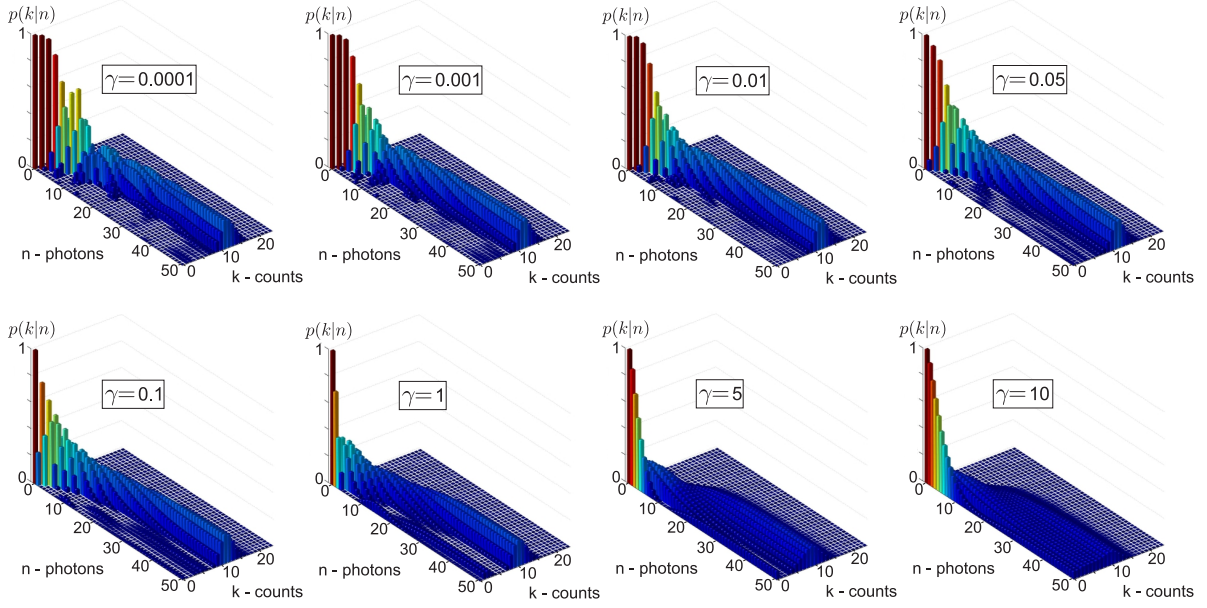 p(k|n) p(k|n) p(k|n) p(k|n)
1 1 1 1
γ=0.0001 γ=0.001 γ=0.01 γ=0.05
0 0 0 0
0 0 0 0
10 10 10 10
20 20 20 20
30 20 30 20 30 20 30 20
n - photons 40 10 n - photons 40 10 n - photons 40 10 n - photons 40 10
50 0 k - counts 50 0 k - counts 50 0 k - counts 50 0 k - counts
p(k|n) p(k|n) p(k|n) p(k|n)
1 1 1 1
γ=0.1 γ=1 γ=5 γ=10
0 0 0 0
0 0 0 0
10 10 10 10
20 20 20 20
30 20 30 20 30 20 30 20
n - photons 40 10 n - photons 40 10 n - photons 40 10 n - photons 40 10
50 0 k - counts 50 0 k - counts 50 0 k - counts 50 0 k - counts